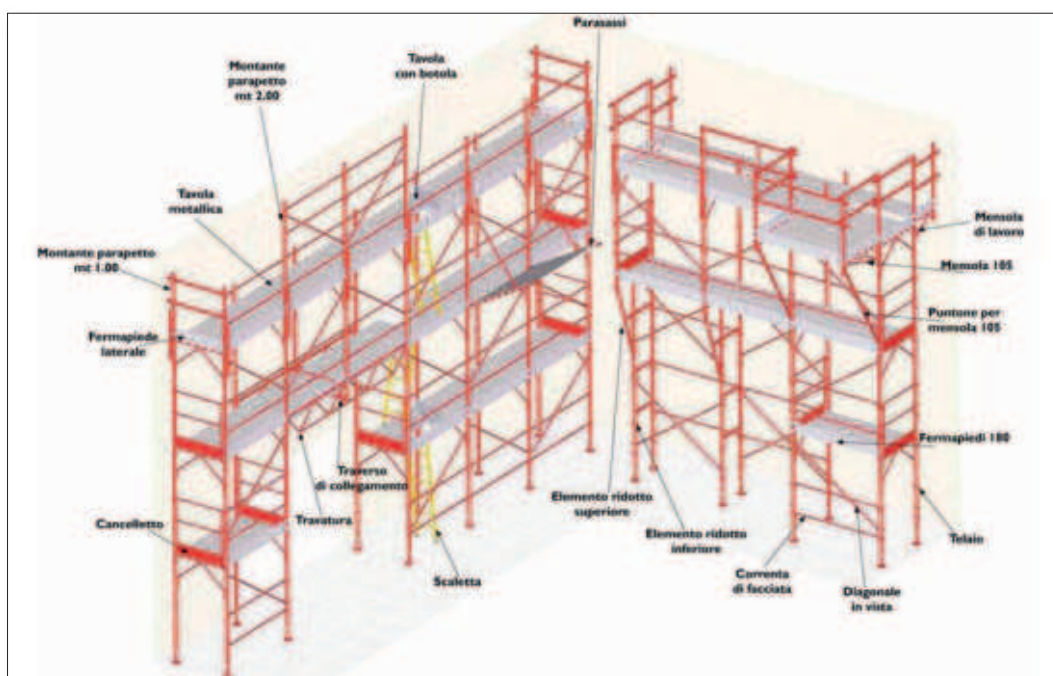 Parasassi
Montante
parapetto
mt 2.00
Tavola
con botola
Tavola
metallica
Montante parapetto
mt 1.00
Fermapiede
laterale
Mensola
di lavoro
Mensola 105
Puntone per
mensola 105
Fermapiedi 180
Traverso
di collegamento
Travatura
Cancelletto
Scaletta
Elemento ridotto
superiore
Elemento ridotto
inferiore
Corrente
di facciata
Diagonale
in vista
Telaio